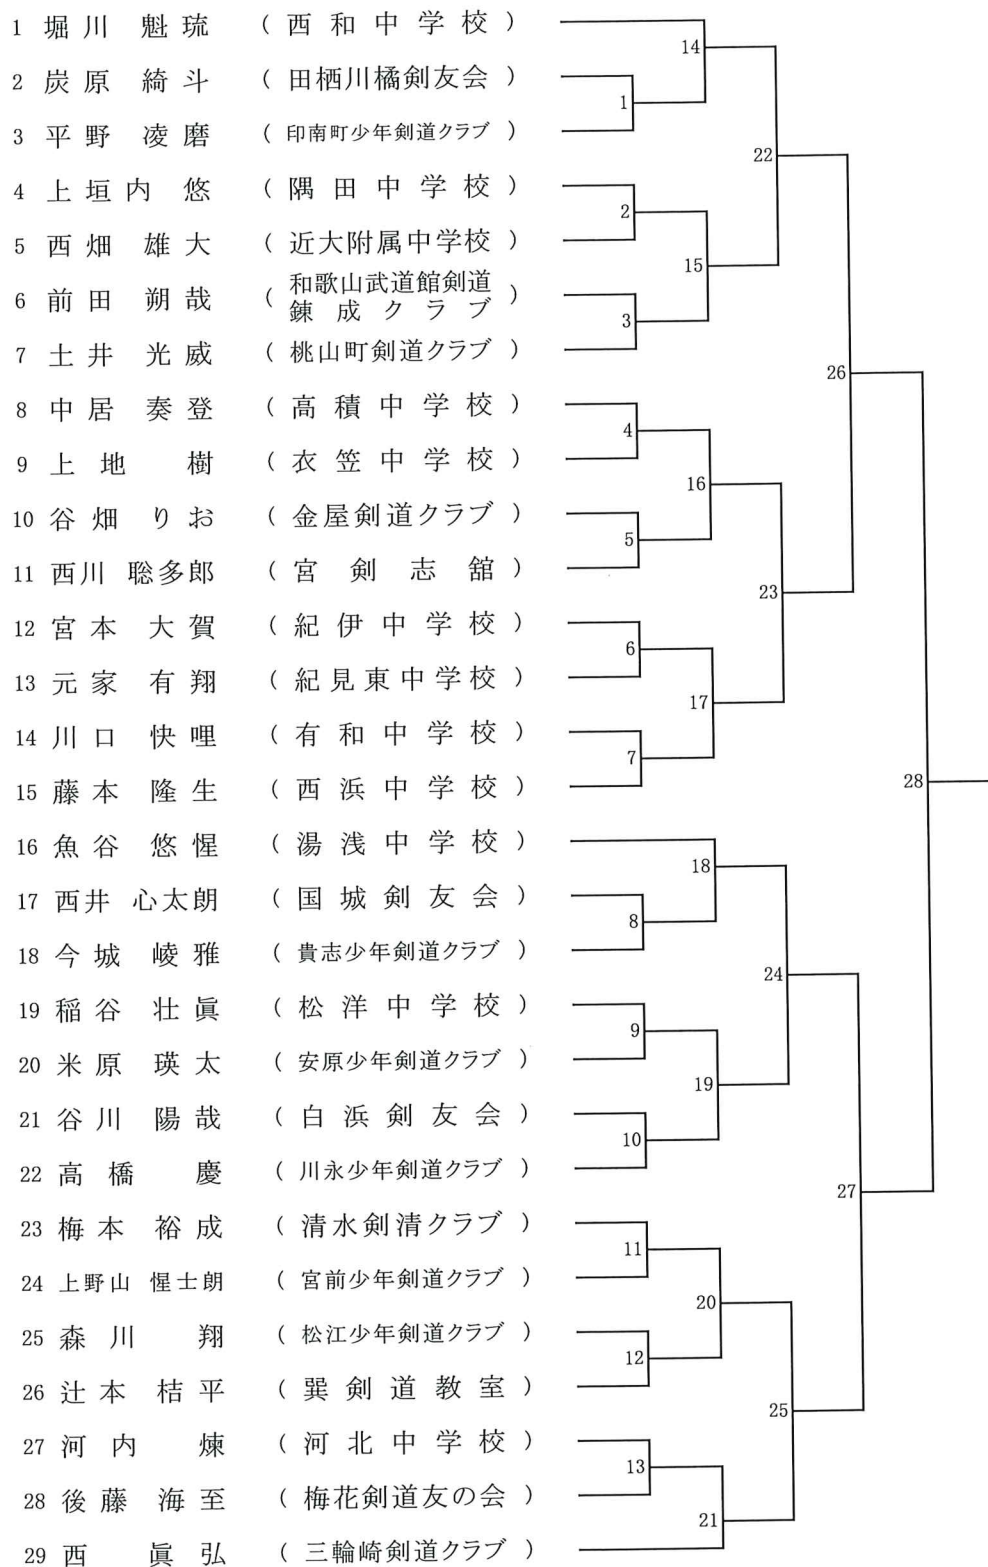 1 堀川 魁琉 (西和中学校)
2 炭原 綺斗 (田栖川橘剣友会)
3 平野 凌磨 (印南町少年剣道クラブ)
4 上垣内 悠 (隅田中学校)
5 西畑 雄大 (近大附属中学校)
6 前田 朔哉 (和歌山武道館剣道
錬成クラブ)
7 土井 光威 (桃山町剣道クラブ)
8 中居 奏登 (高積中学校)
9 上地 樹 (衣笠中学校)
10 谷畑 りお (金屋剣道クラブ)
11 西川 聡多郎 (宮剣志舘)
12 宮本 大賀 (紀伊中学校)
13 元家 有翔 (紀見東中学校)
14 川口 快哩 (有和中学校)
15 藤本 隆生 (西浜中学校)
16 魚谷 悠惺 (湯浅中学校)
17 西井 心太朗 (国城剣友会)
18 今城 崚雅 (貴志少年剣道クラブ)
19 稲谷 壮眞 (松洋中学校)
20 米原 瑛太 (安原少年剣道クラブ)
21 谷川 陽哉 (白浜剣友会)
22 高橋 慶 (川永少年剣道クラブ)
23 梅本 裕成 (清水剣清クラブ)
24 上野山 惺士朗 (宮前少年剣道クラブ)
25 森川 翔 (松江少年剣道クラブ)
26 辻本 桔平 (巽剣道教室)
27 河内 煉 (河北中学校)
28 後藤 海至 (梅花剣道友の会)
29 西 眞弘 (三輪崎剣道クラブ)
1
2
3
4
5
6
7
8
9
10
11
12
13
14
15
16
17
18
19
20
21
22
23
24
25
26
27
28